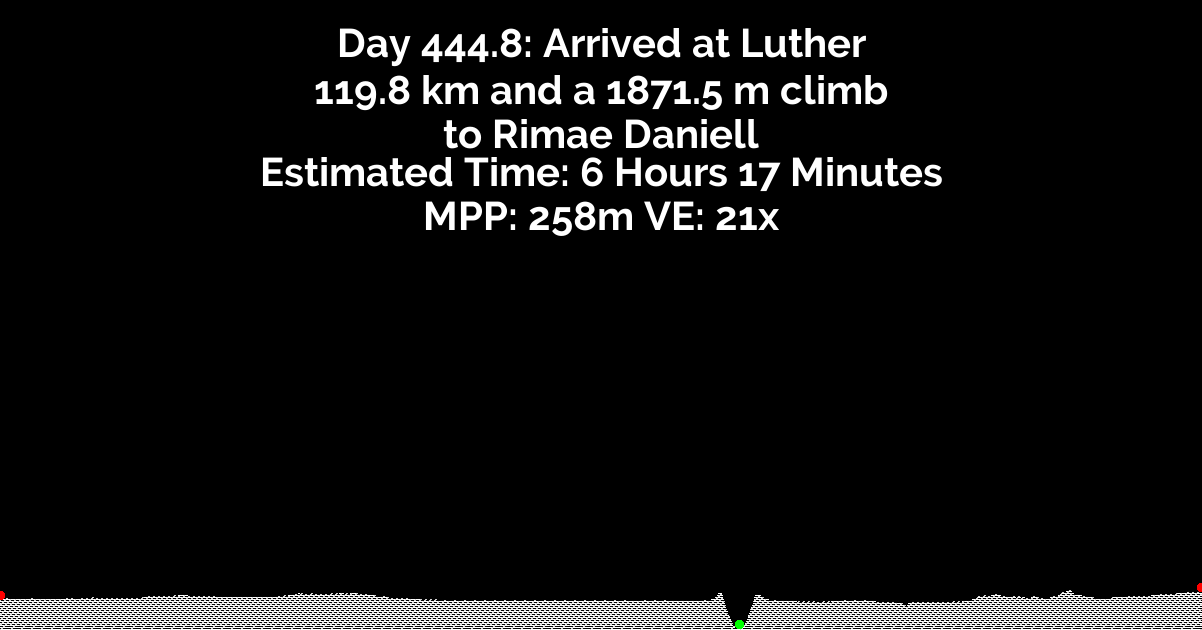 Day 444.8: Arrived at Luther
119.8 km and a 1871.5 m climb
to Rimae Daniell
Estimated Time: 6 Hours 17 Minutes
MPP: 258m VE: 21x